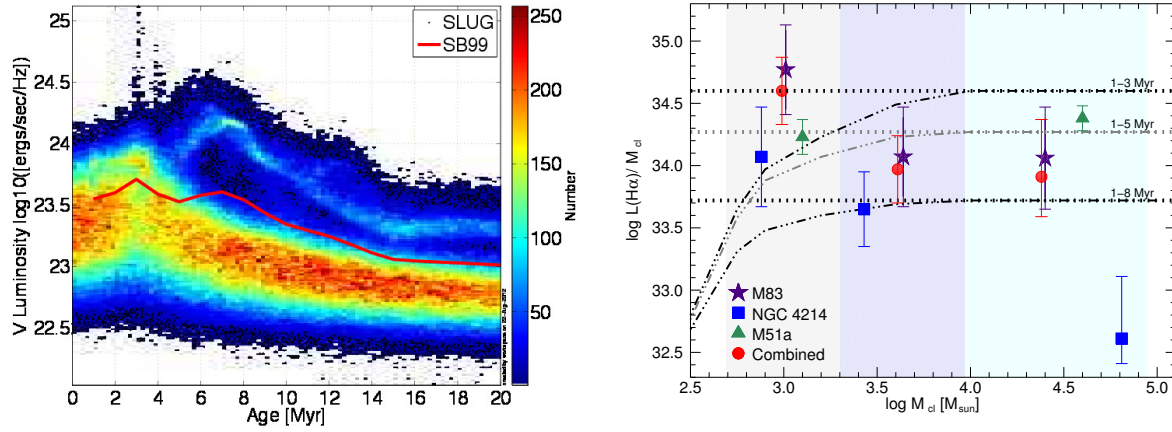 V Luminosity log10([ergs/sec/Hz]/Hz)
25
24.5
24
23.5
23
22.5
0 2 4 6 8 10 12 14 16 18 20
Age [Myr]
SLUG
SB99
250
200
150
100
50
Number
log L(Hα)/ M cl
35.0
34.5
34.0
33.5
33.0
32.5
1−3 Myr
1−5 Myr
1−8 Myr
M83
NGC 4214
M51a
Combined
2.5 3.0 3.5 4.0 4.5 5.0
log M cl [M sun]